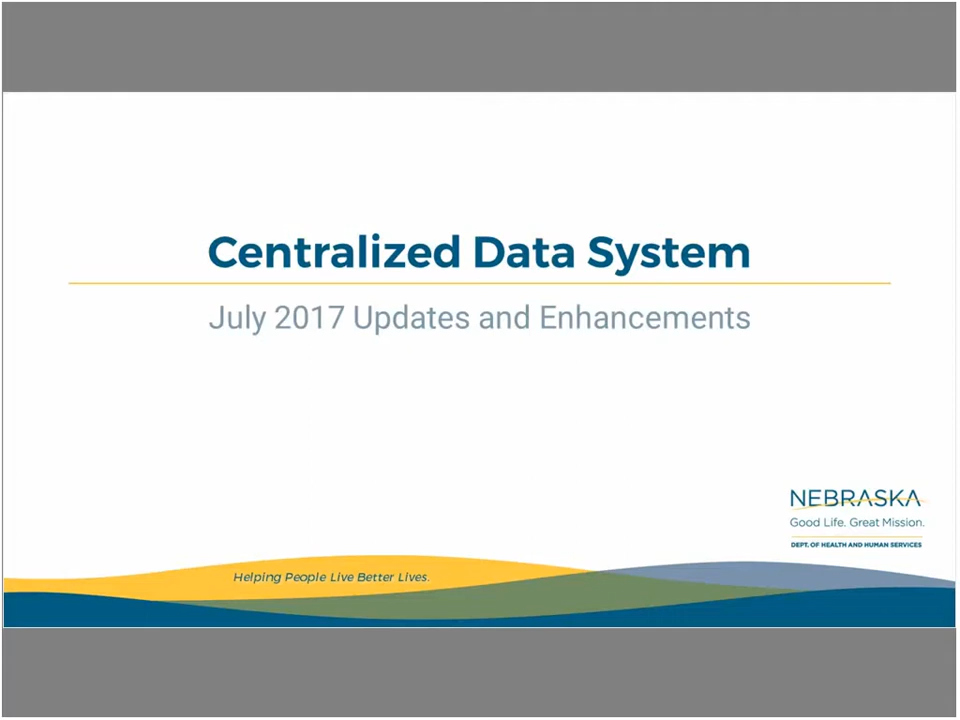 Centralized Data System
July 2017 Updates and Enhancements
NEBRASKA
Good Life. Great Mission.
DEPT. OF HEALTH AND HUMAN SERVICES
Helping People Live Better Lives.